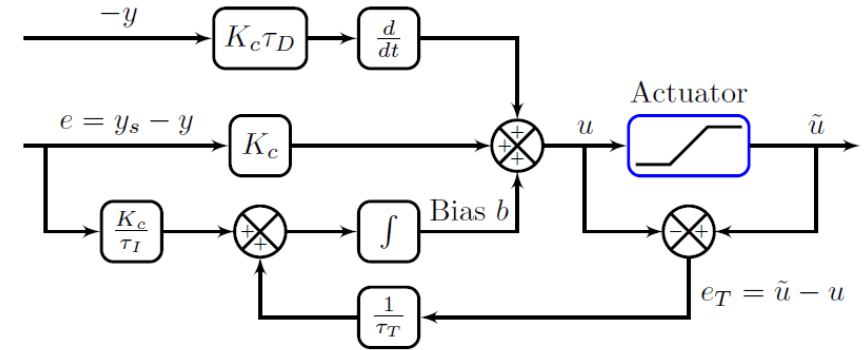 −y
K_c τ_D
d/dt
e = y_s − y
K_c
+
+
+
u
Actuator
ũ
K_c/τ_I
+
+
∫
Bias b
−
+
e_T = ũ − u
1/τ_T